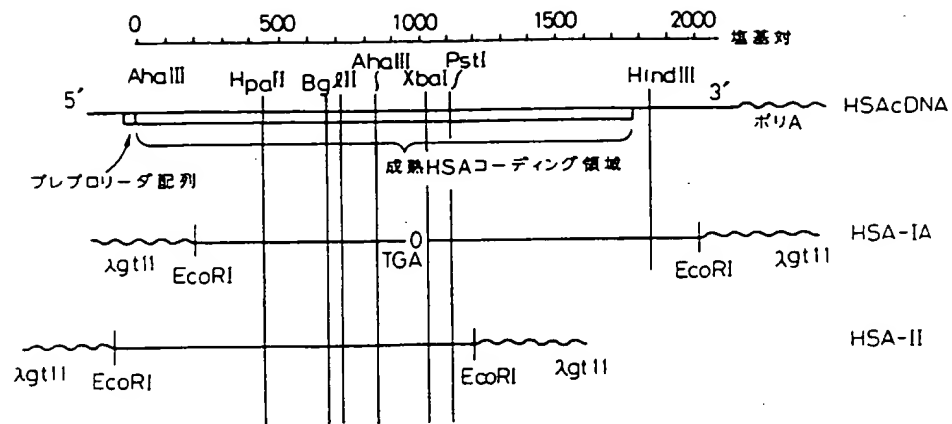 0 500 1000 1500 2000 塩基対
AhaIII HpaII BglII AhaIII XbaI PstI HindIII
5′ 3′ HSAcDNA
ポリA
プレプロリーダ配列 成熟HSAコーディング領域
λgt11 EcoRI TGA EcoRI λgt11 HSA-IA
λgt11 EcoRI EcoRI λgt11 HSA-II